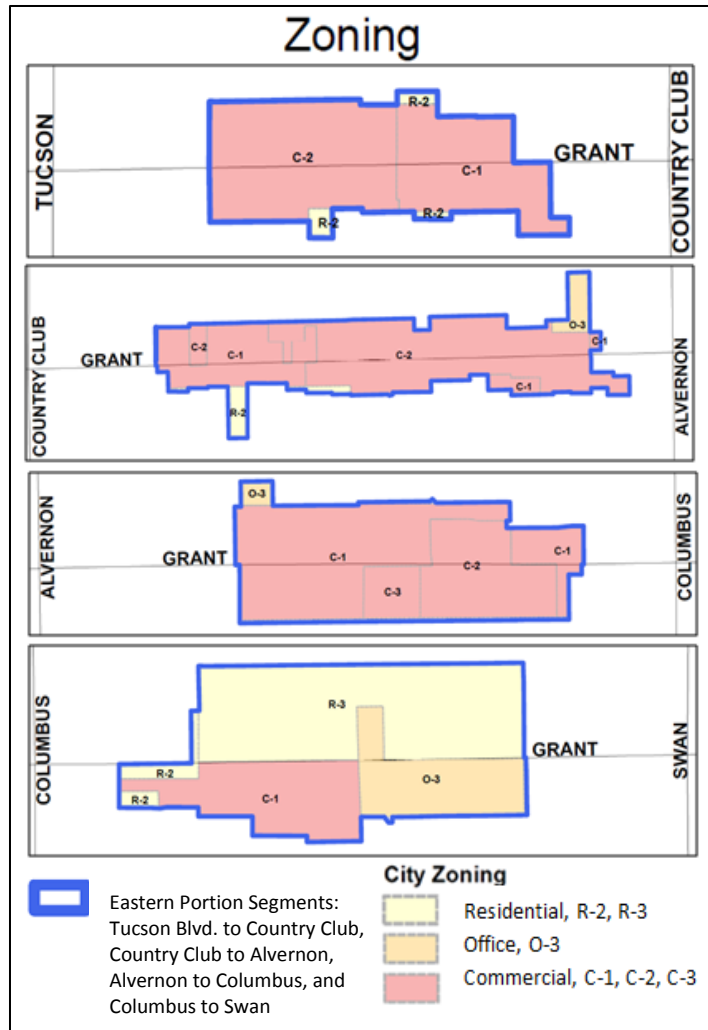 Zoning
TUCSON
R-2
C-2
GRANT
C-1
R-2
R-2
COUNTRY CLUB
COUNTRY CLUB
GRANT
C-2
C-1
C-2
O-3
C-1
C-1
R-2
ALVERNON
ALVERNON
GRANT
O-3
C-1
C-1
C-2
C-3
COLUMBUS
COLUMBUS
R-3
GRANT
R-2
R-2
C-1
O-3
SWAN
Eastern Portion Segments:
Tucson Blvd. to Country Club,
Country Club to Alvernon,
Alvernon to Columbus, and
Columbus to Swan
City Zoning
Residential, R-2, R-3
Office, O-3
Commercial, C-1, C-2, C-3